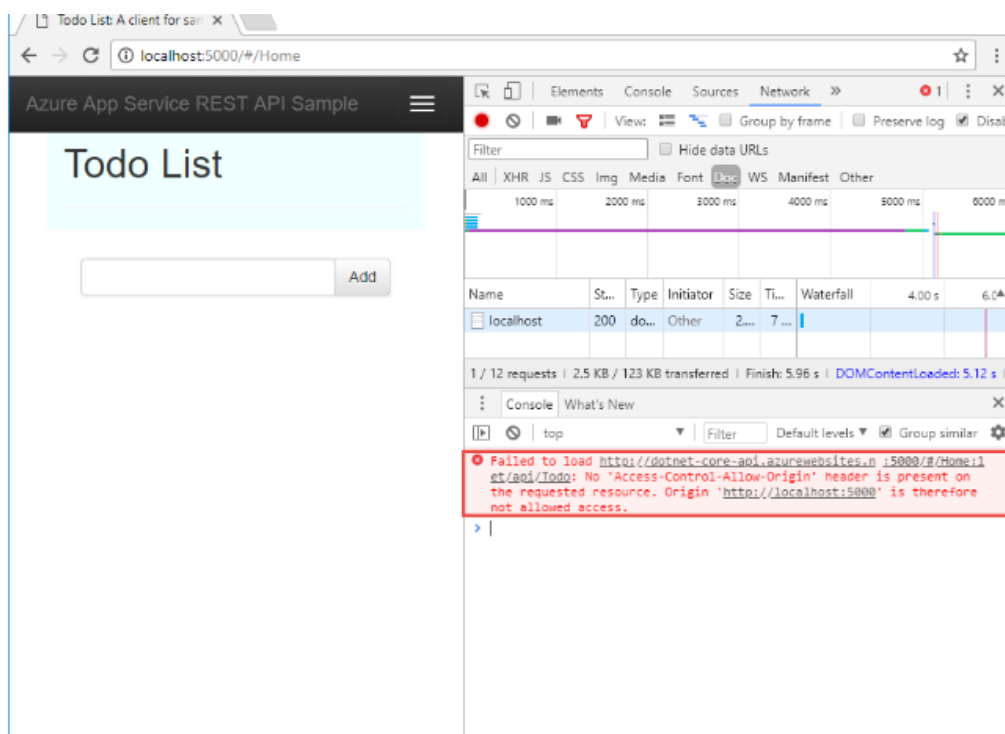 Todo List: A client for sar
localhost:5000/#/Home
Azure App Service REST API Sample
Todo List
Add
Elements Console Sources Network » 1
View: Group by frame Preserve log Disab
Filter Hide data URLs
All XHR JS CSS Img Media Font Doc WS Manifest Other
1000 ms 2000 ms 3000 ms 4000 ms 5000 ms 6000 m
Name St... Type Initiator Size Ti... Waterfall 4.00 s 6.0
localhost 200 do... Other 2.... 7 ...
1 / 12 requests | 2.5 KB / 123 KB transferred | Finish: 5.96 s | DOMContentLoaded: 5.12 s
Console What's New
top Filter Default levels Group similar
Failed to load http://dotnet-core-api.azurewebsites.n :5000/#/Home:1
et/api/Todo: No 'Access-Control-Allow-Origin' header is present on
the requested resource. Origin 'http://localhost:5000' is therefore
not allowed access.